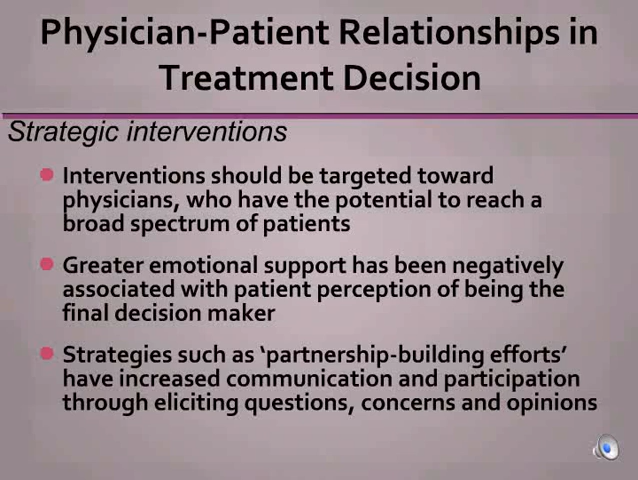 Physician-Patient Relationships in
Treatment Decision
Strategic interventions
Interventions should be targeted toward
physicians, who have the potential to reach a
broad spectrum of patients
Greater emotional support has been negatively
associated with patient perception of being the
final decision maker
Strategies such as ‘partnership-building efforts’
have increased communication and participation
through eliciting questions, concerns and opinions